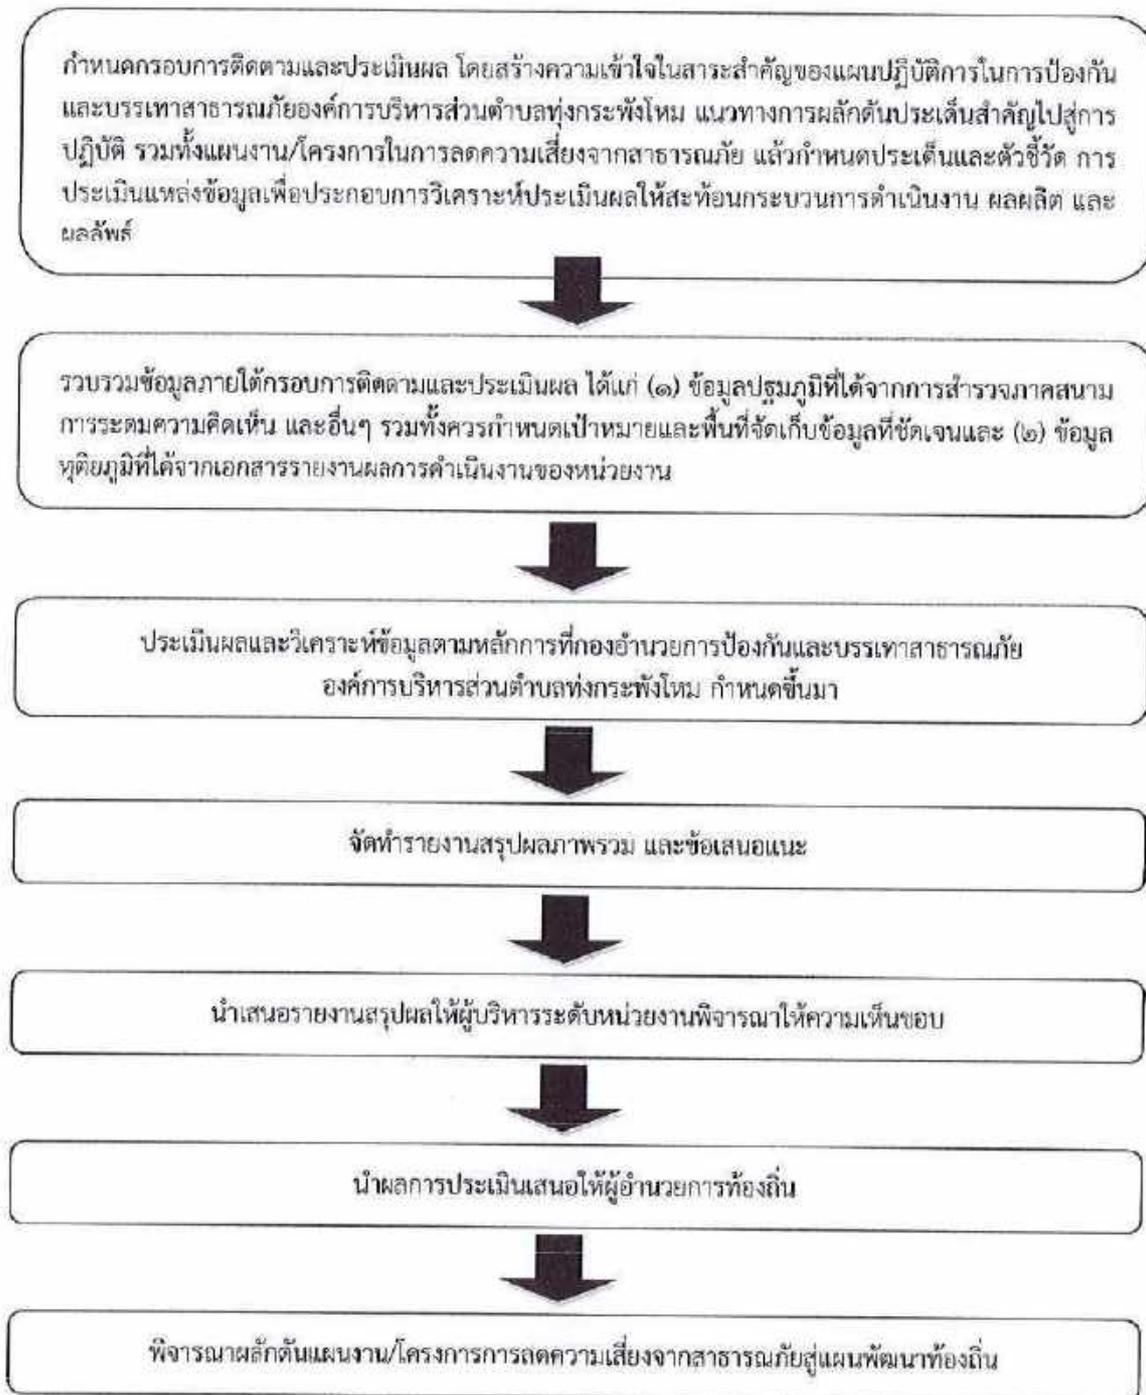 กำหนดกรอบการติดตามและประเมินผล โดยสร้างความเข้าใจในสาระสำคัญของแผนปฏิบัติการในการป้องกัน
และบรรเทาสาธารณภัยองค์การบริหารส่วนตำบลทุ่งกระพังโหม แนวทางการผลักดันประเด็นสำคัญไปสู่การ
ปฏิบัติ รวมทั้งแผนงาน/โครงการในการลดความเสี่ยงจากสาธารณภัย แล้วกำหนดประเด็นและตัวชี้วัด การ
ประเมินแหล่งข้อมูลเพื่อประกอบการวิเคราะห์ประเมินผลให้สะท้อนกระบวนการดำเนินงาน ผลผลิต และ
ผลลัพธ์
รวบรวมข้อมูลภายใต้กรอบการติดตามและประเมินผล ได้แก่ (๑) ข้อมูลปฐมภูมิที่ได้จากการสำรวจภาคสนาม
การระดมความคิดเห็น และอื่นๆ รวมทั้งควรกำหนดเป้าหมายและพื้นที่จัดเก็บข้อมูลที่ชัดเจนและ (๒) ข้อมูล
ทุติยภูมิที่ได้จากเอกสารรายงานผลการดำเนินงานของหน่วยงาน
ประเมินผลและวิเคราะห์ข้อมูลตามหลักการที่กองอำนวยการป้องกันและบรรเทาสาธารณภัย
องค์การบริหารส่วนตำบลทุ่งกระพังโหม กำหนดขึ้นมา
จัดทำรายงานสรุปผลภาพรวม และข้อเสนอแนะ
นำเสนอรายงานสรุปผลให้ผู้บริหารระดับหน่วยงานพิจารณาให้ความเห็นชอบ
นำผลการประเมินเสนอให้ผู้อำนวยการท้องถิ่น
พิจารณาผลักดันแผนงาน/โครงการการลดความเสี่ยงจากสาธารณภัยสู่แผนพัฒนาท้องถิ่น